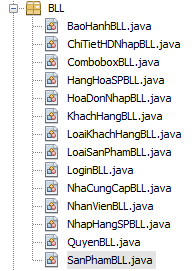 BLL
BaoHanhBLL.java
ChiTietHDNhapBLL.java
ComboboxBLL.java
HangHoaSPBLL.java
HoaDonNhapBLL.java
KhachHangBLL.java
LoaiKhachHangBLL.java
LoaiSanPhamBLL.java
LoginBLL.java
NhaCungCapBLL.java
NhanVienBLL.java
NhapHangSPBLL.java
QuyenBLL.java
SanPhamBLL.java